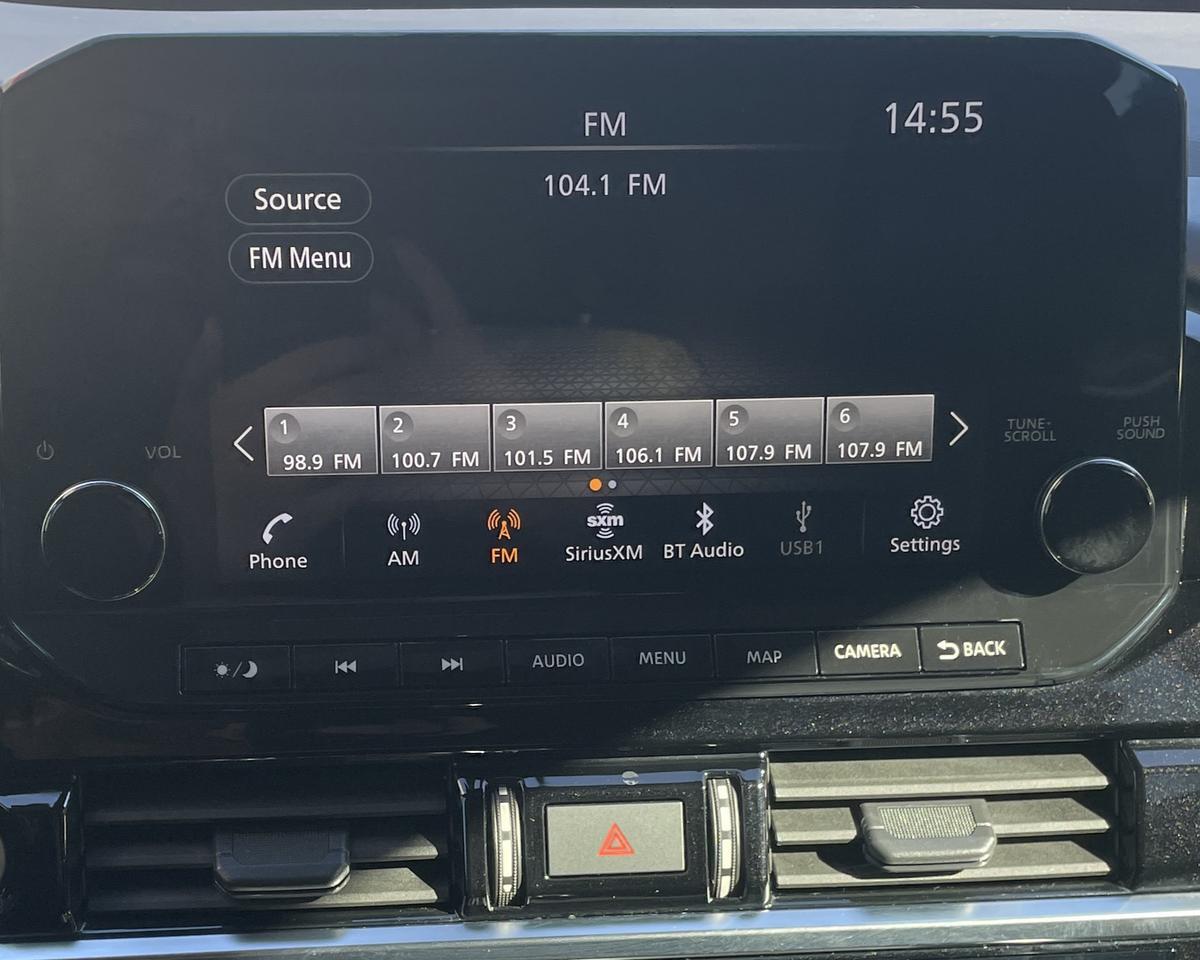 FM
14:55
104.1 FM
Source
FM Menu
1 2 3 4 5 6
98.9 FM 100.7 FM 101.5 FM 106.1 FM 107.9 FM 107.9 FM
VOL
TUNE·
SCROLL
PUSH
SOUND
Phone AM FM SiriusXM BT Audio USB1 Settings
sxm
AUDIO MENU MAP CAMERA BACK